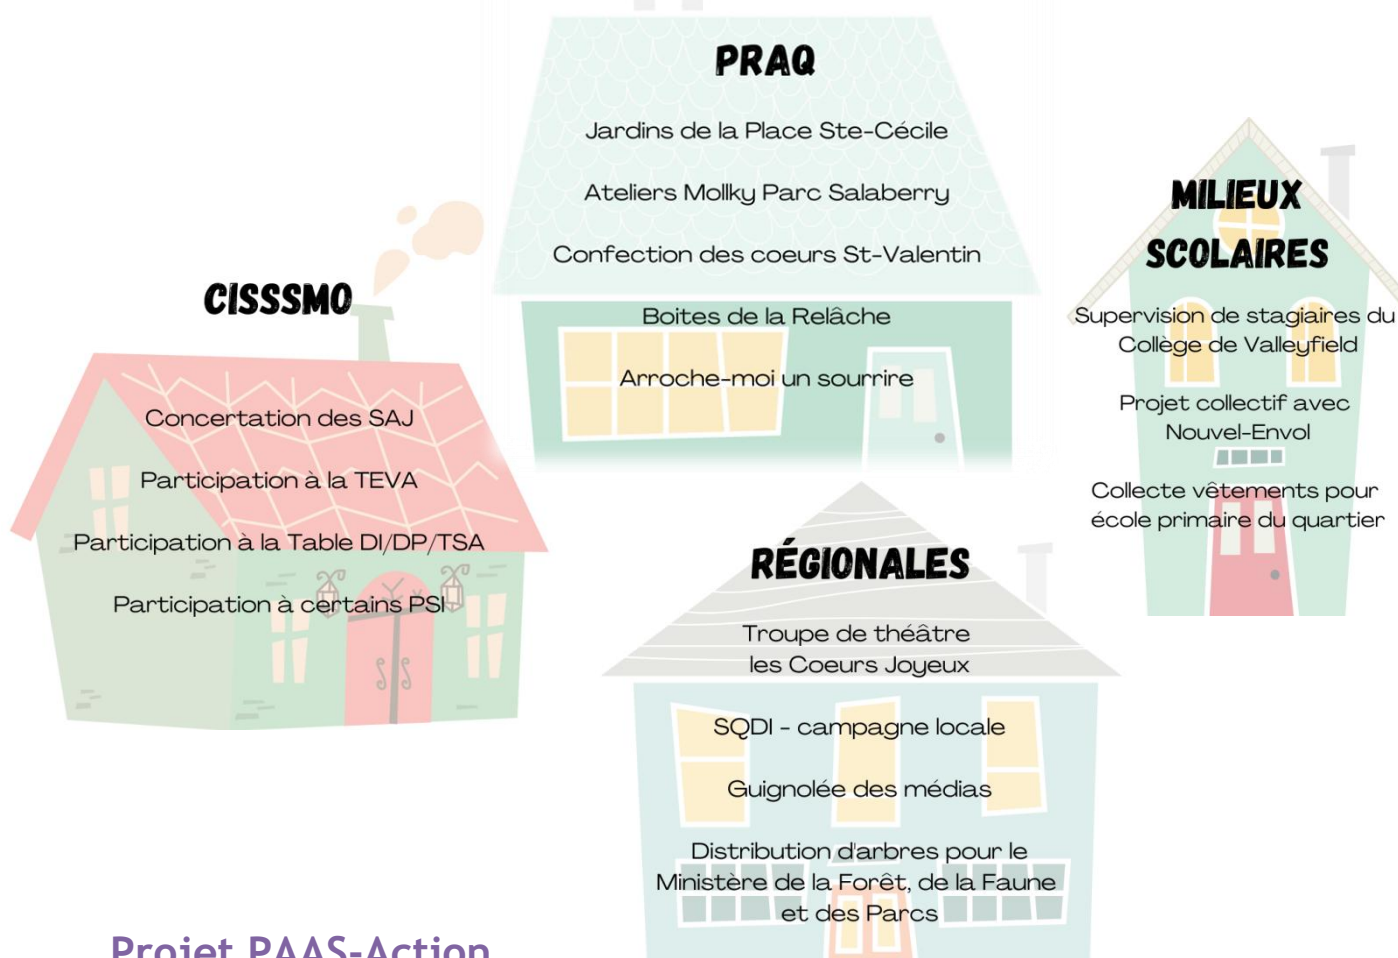 PRAQ
Jardins de la Place Ste-Cécile
Ateliers Mollky Parc Salaberry
Confection des coeurs St-Valentin
Boites de la Relâche
Arroche-moi un sourrire
MILIEUX
SCOLAIRES
Supervision de stagiaires du
Collège de Valleyfield
Projet collectif avec
Nouvel-Envol
Collecte vêtements pour
école primaire du quartier
CISSSMO
Concertation des SAJ
Participation à la TEVA
Participation à la Table DI/DP/TSA
Participation à certains PSI
RÉGIONALES
Troupe de théâtre
les Coeurs Joyeux
SQDI - campagne locale
Guignolée des médias
Distribution d'arbres pour le
Ministère de la Forêt, de la Faune
et des Parcs
Projet PAAS-Action